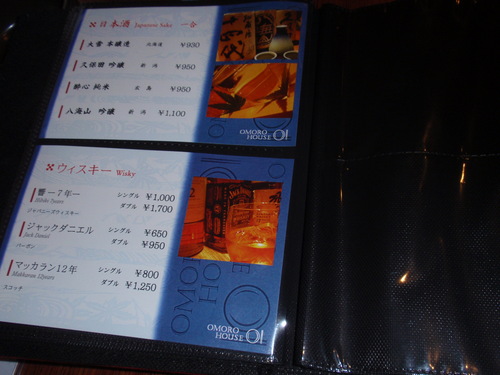 日本酒 Japanese Sake 一合
大雪 本醸造 北海道 ¥930
久保田 吟醸 新潟 ¥950
酔心 純米 広島 ¥950
八海山 吟醸 新潟 ¥1,100
OMORO
HOUSE O!
ウィスキー Wisky
響ー7年ー シングル ¥1,000
Hibiki 7years ダブル ¥1,700
ジャパニーズウィスキー
ジャックダニエル シングル ¥650
Jack Daniel ダブル ¥950
バーボン
マッカラン12年 シングル ¥800
Makkaran 12years ダブル ¥1,250
スコッチ
OMORO
HOUSE O!